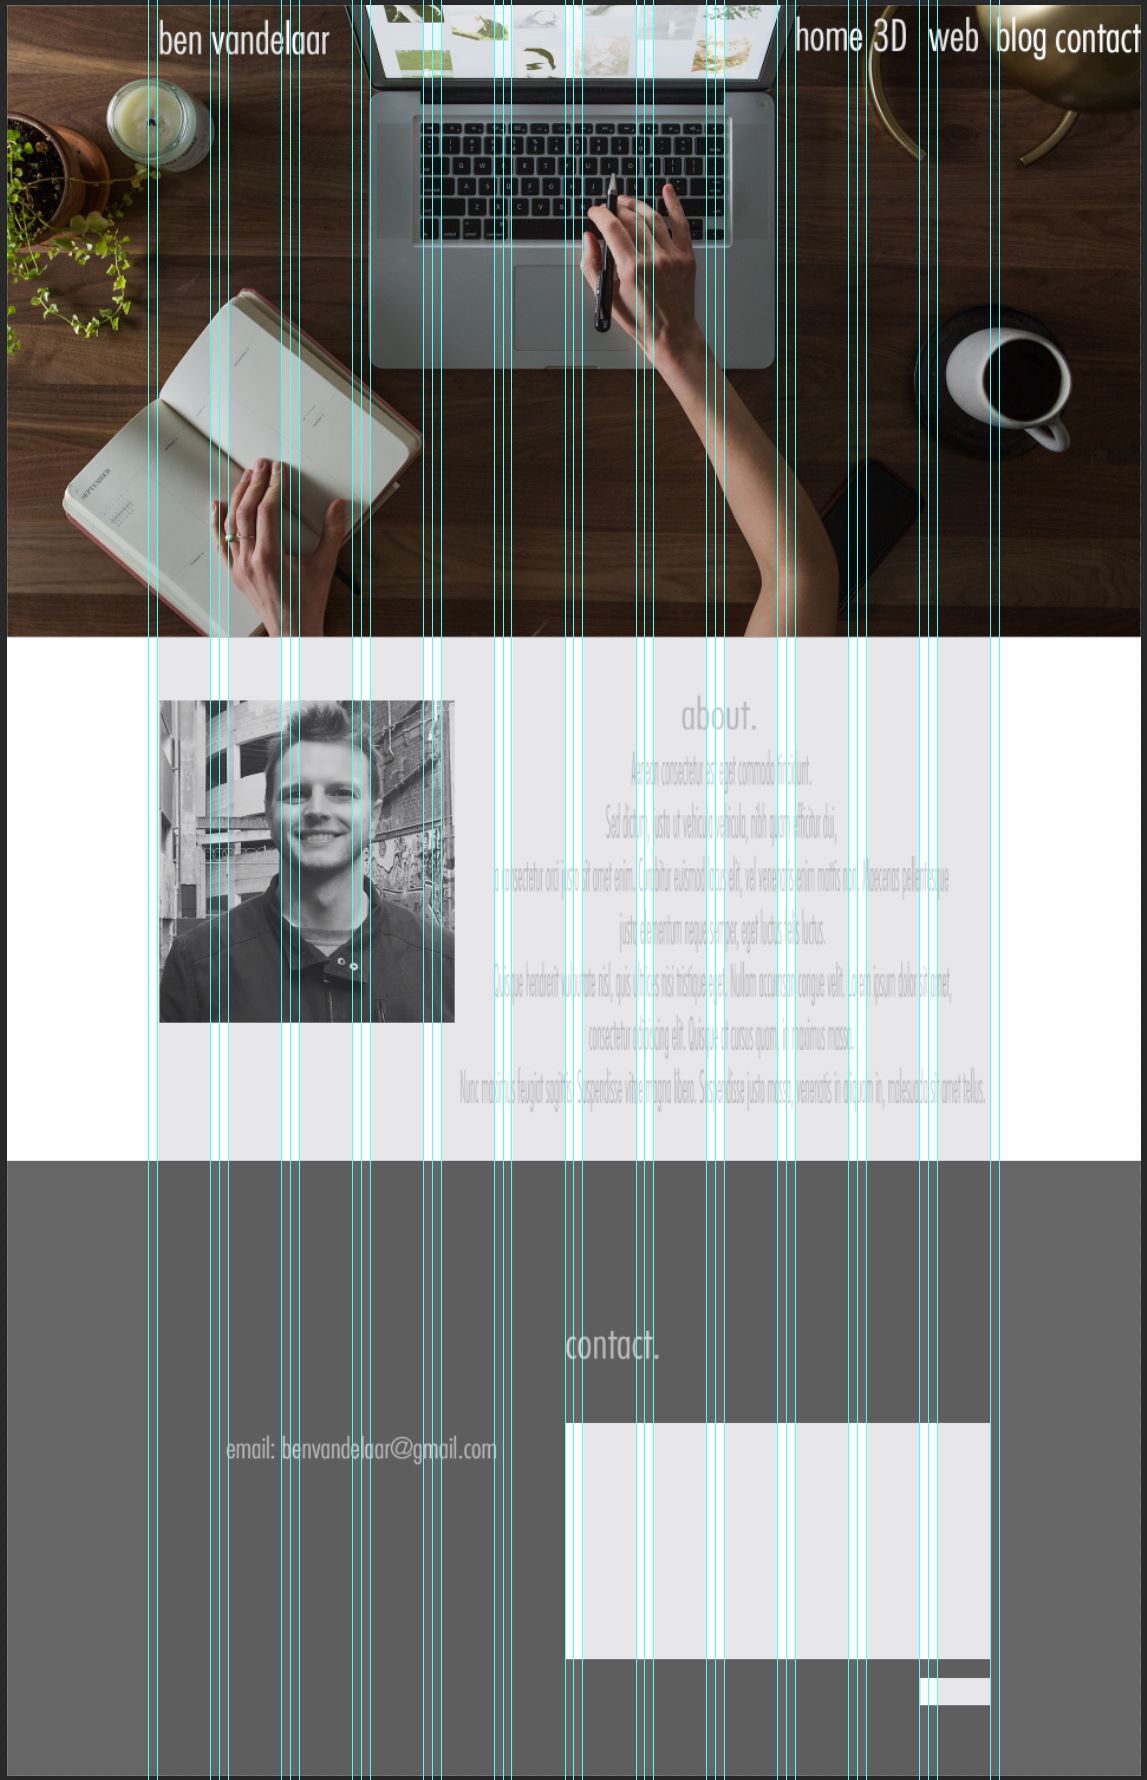 ben vandelaar
home 3D web blog contact
SEPTEMBER
about.
Aenean consectetur est eget commodo tincidunt.
Sed dictum, justo ut vehicula vehicula, nibh quam efficitur dui,
a consectetur orci justo sit amet enim. Curabitur euismod lacus elit, vel venenatis enim mattis non. Maecenas pellentesque
justo elementum neque semper, eget luctus felis luctus.
Quisque hendrerit vulputate nisl, quis ultrices nisi tristique eget. Nullam accumsan congue velit. Lorem ipsum dolor sit amet,
consectetur adipiscing elit. Quisque at cursus quam, in maximus massa.
Nunc maximus feugiat sagittis. Suspendisse vitae magna libero. Suspendisse justo massa, venenatis in aliquam in, malesuada sit amet tellus.
contact.
email: benvandelaar@gmail.com